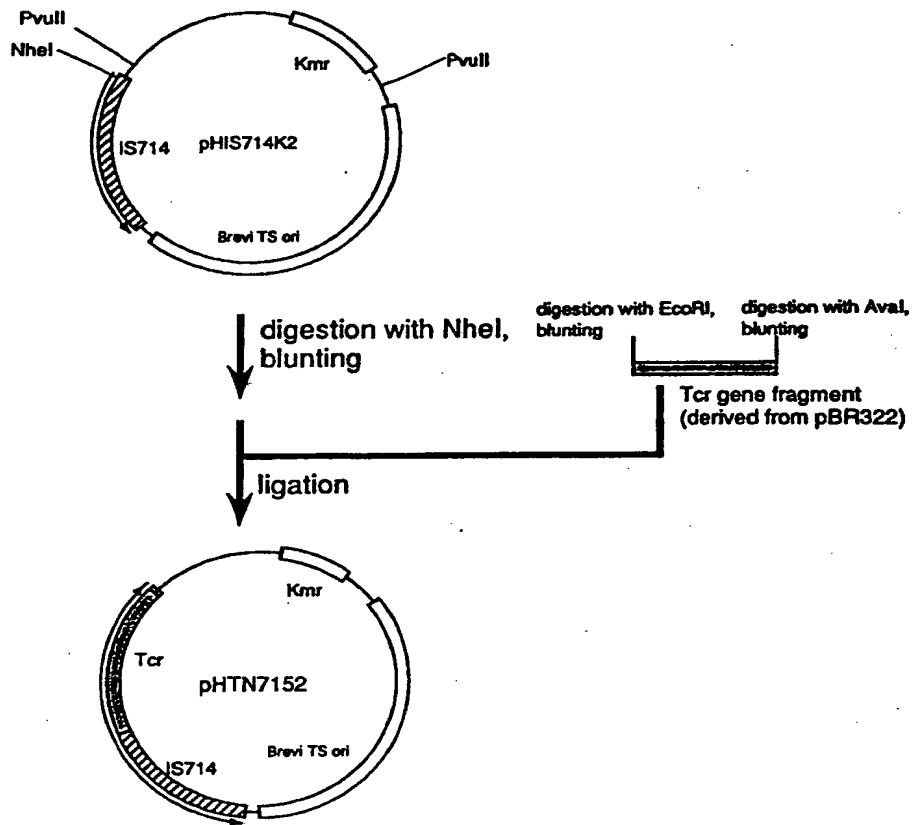 PvuII
NheI
Kmr
PvuII
IS714
pHIS714K2
Brevi TS ori
digestion with NheI,
blunting
digestion with EcoRI,
blunting
digestion with AvaI,
blunting
Tcr gene fragment
(derived from pBR322)
ligation
Kmr
Tcr
pHTN7152
Brevi TS ori
IS714